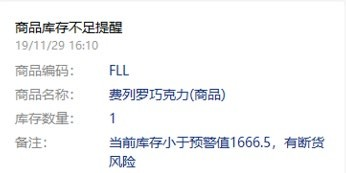 商品库存不足提醒
19/11/29 16:10
商品编码： FLL
商品名称： 费列罗巧克力(商品)
库存数量： 1
备注： 当前库存小于预警值1666.5，有断货
风险